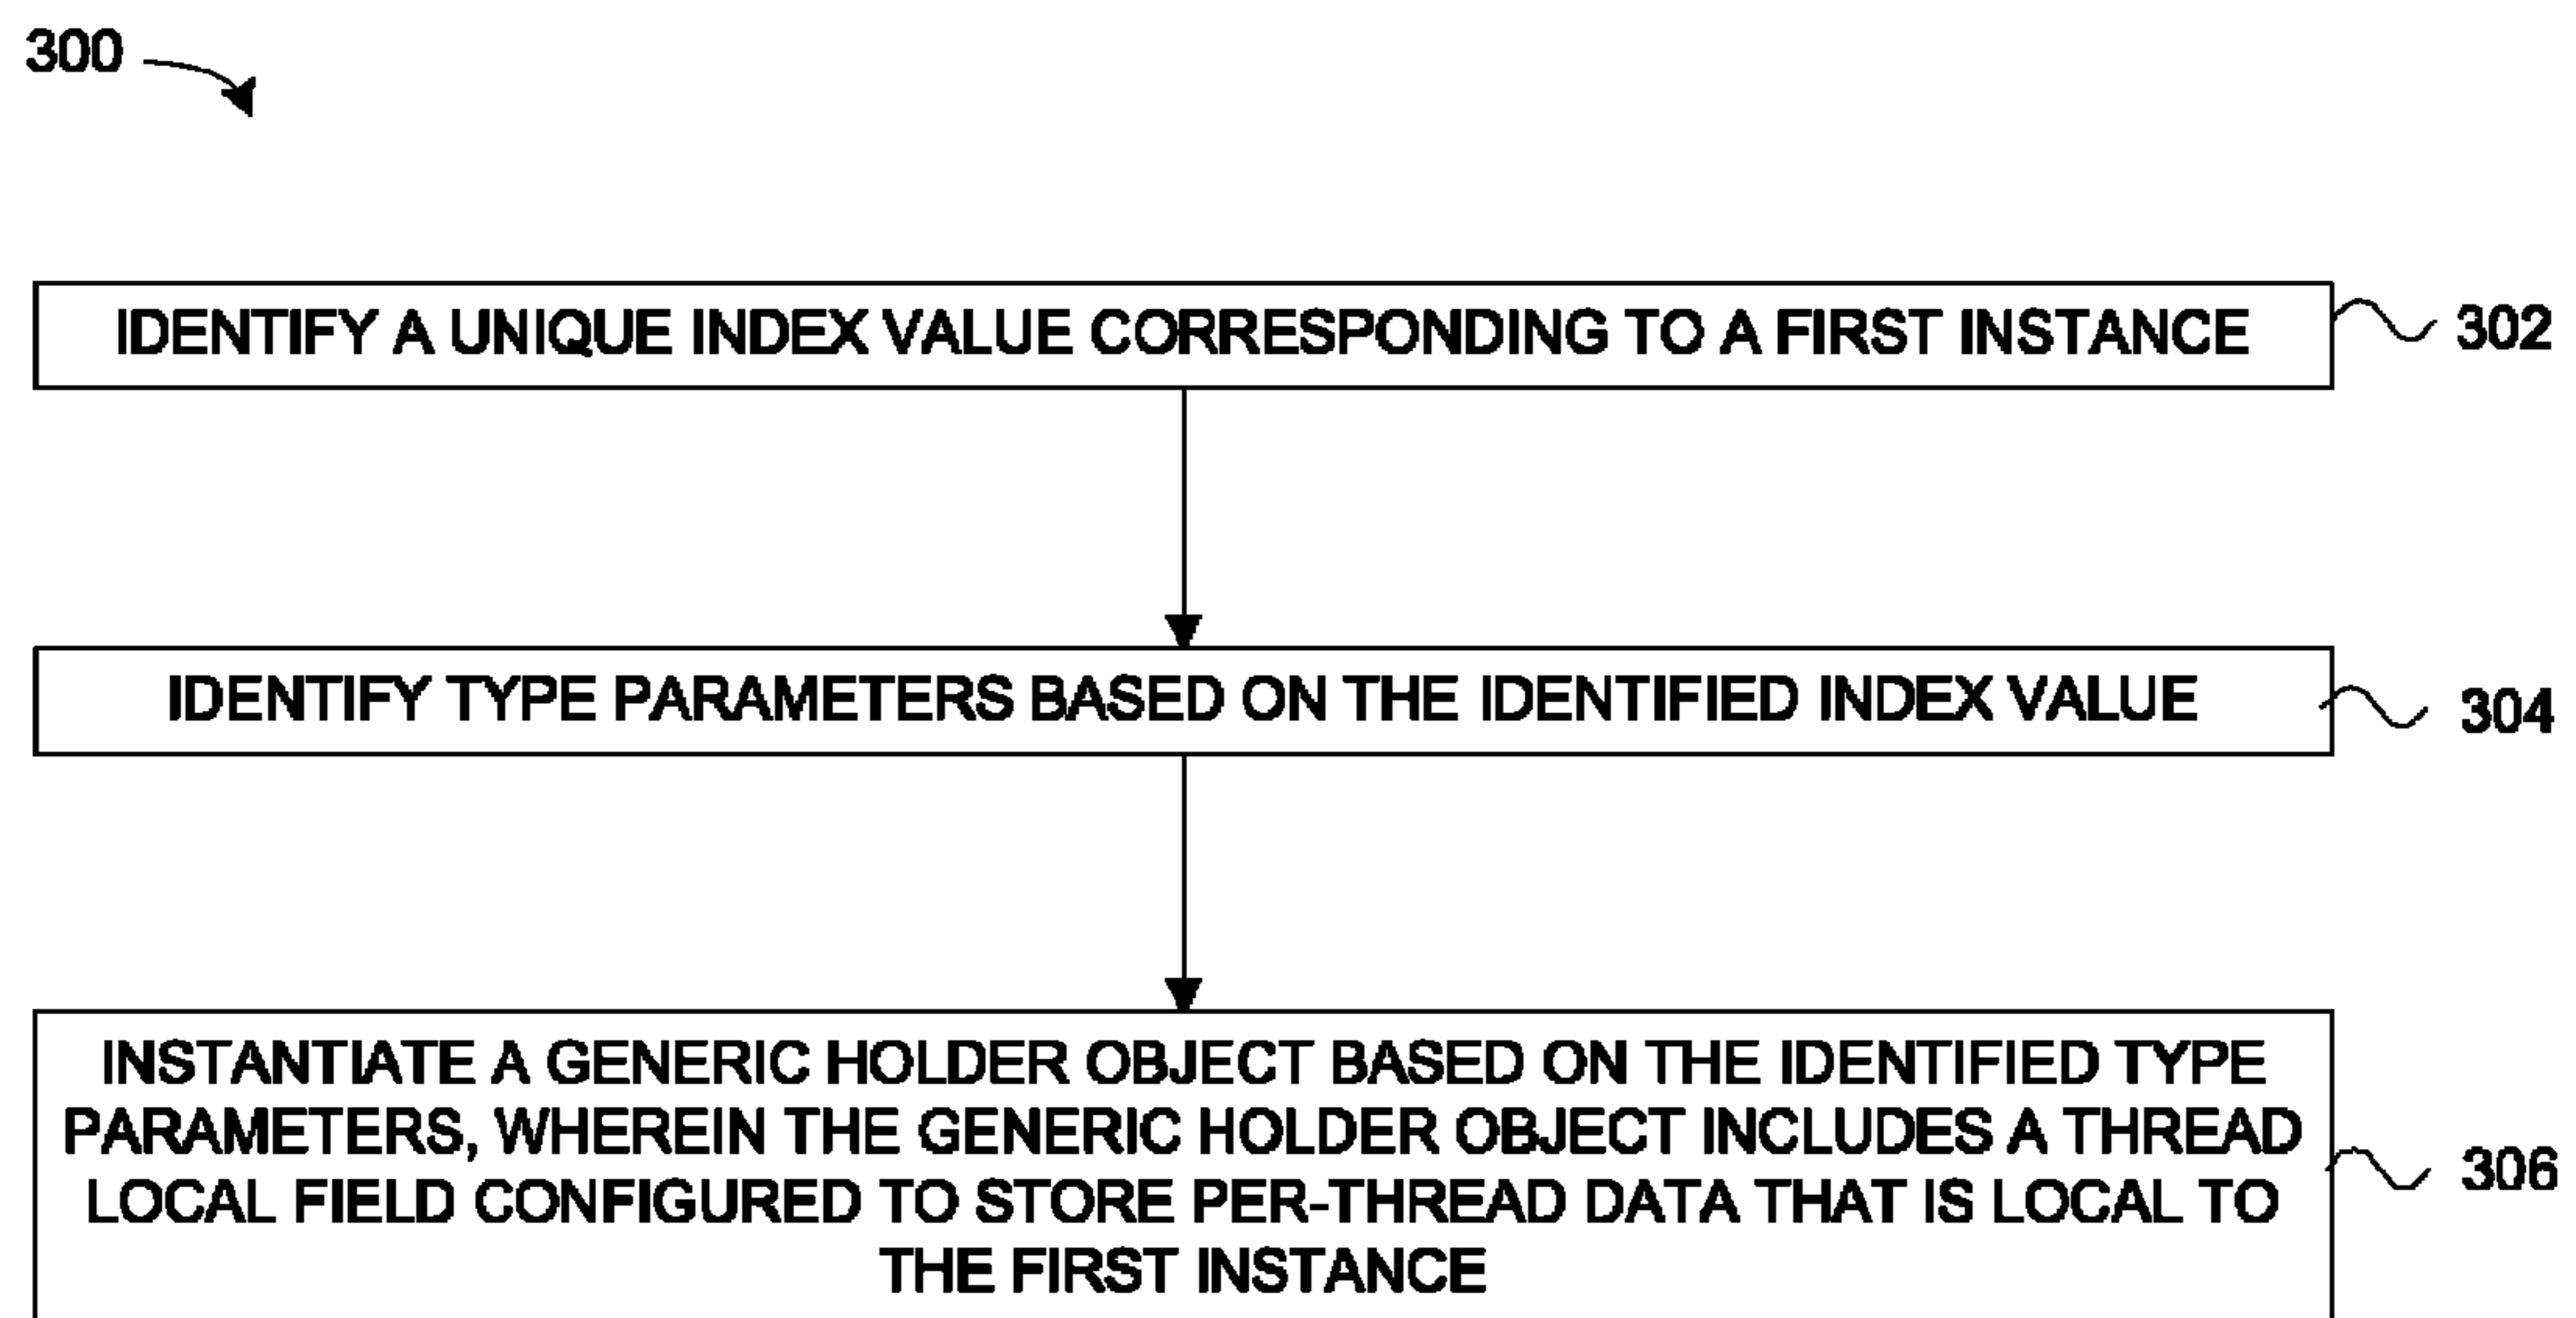 300
IDENTIFY A UNIQUE INDEX VALUE CORRESPONDING TO A FIRST INSTANCE
302
IDENTIFY TYPE PARAMETERS BASED ON THE IDENTIFIED INDEX VALUE
304
INSTANTIATE A GENERIC HOLDER OBJECT BASED ON THE IDENTIFIED TYPE
PARAMETERS, WHEREIN THE GENERIC HOLDER OBJECT INCLUDES A THREAD
LOCAL FIELD CONFIGURED TO STORE PER-THREAD DATA THAT IS LOCAL TO
THE FIRST INSTANCE
306